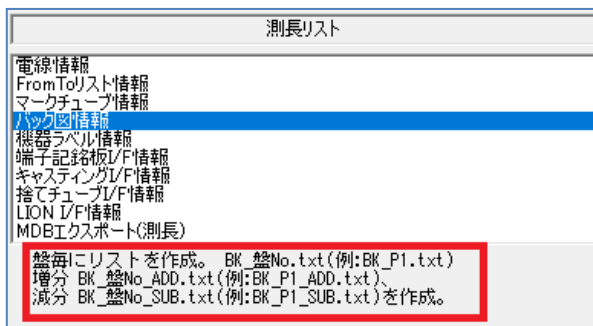 測長リスト
電線情報
FromToリスト情報
マークチューブ情報
バック図情報
機器ラベル情報
端子記銘板I/F情報
キャスティングI/F情報
捨てチューブI/F情報
LION I/F情報
MDBエクスポート(測長)
盤毎にリストを作成。 BK_盤No.txt(例:BK_P1.txt)
増分 BK_盤No_ADD.txt(例:BK_P1_ADD.txt)、
減分 BK_盤No_SUB.txt(例:BK_P1_SUB.txt)を作成。